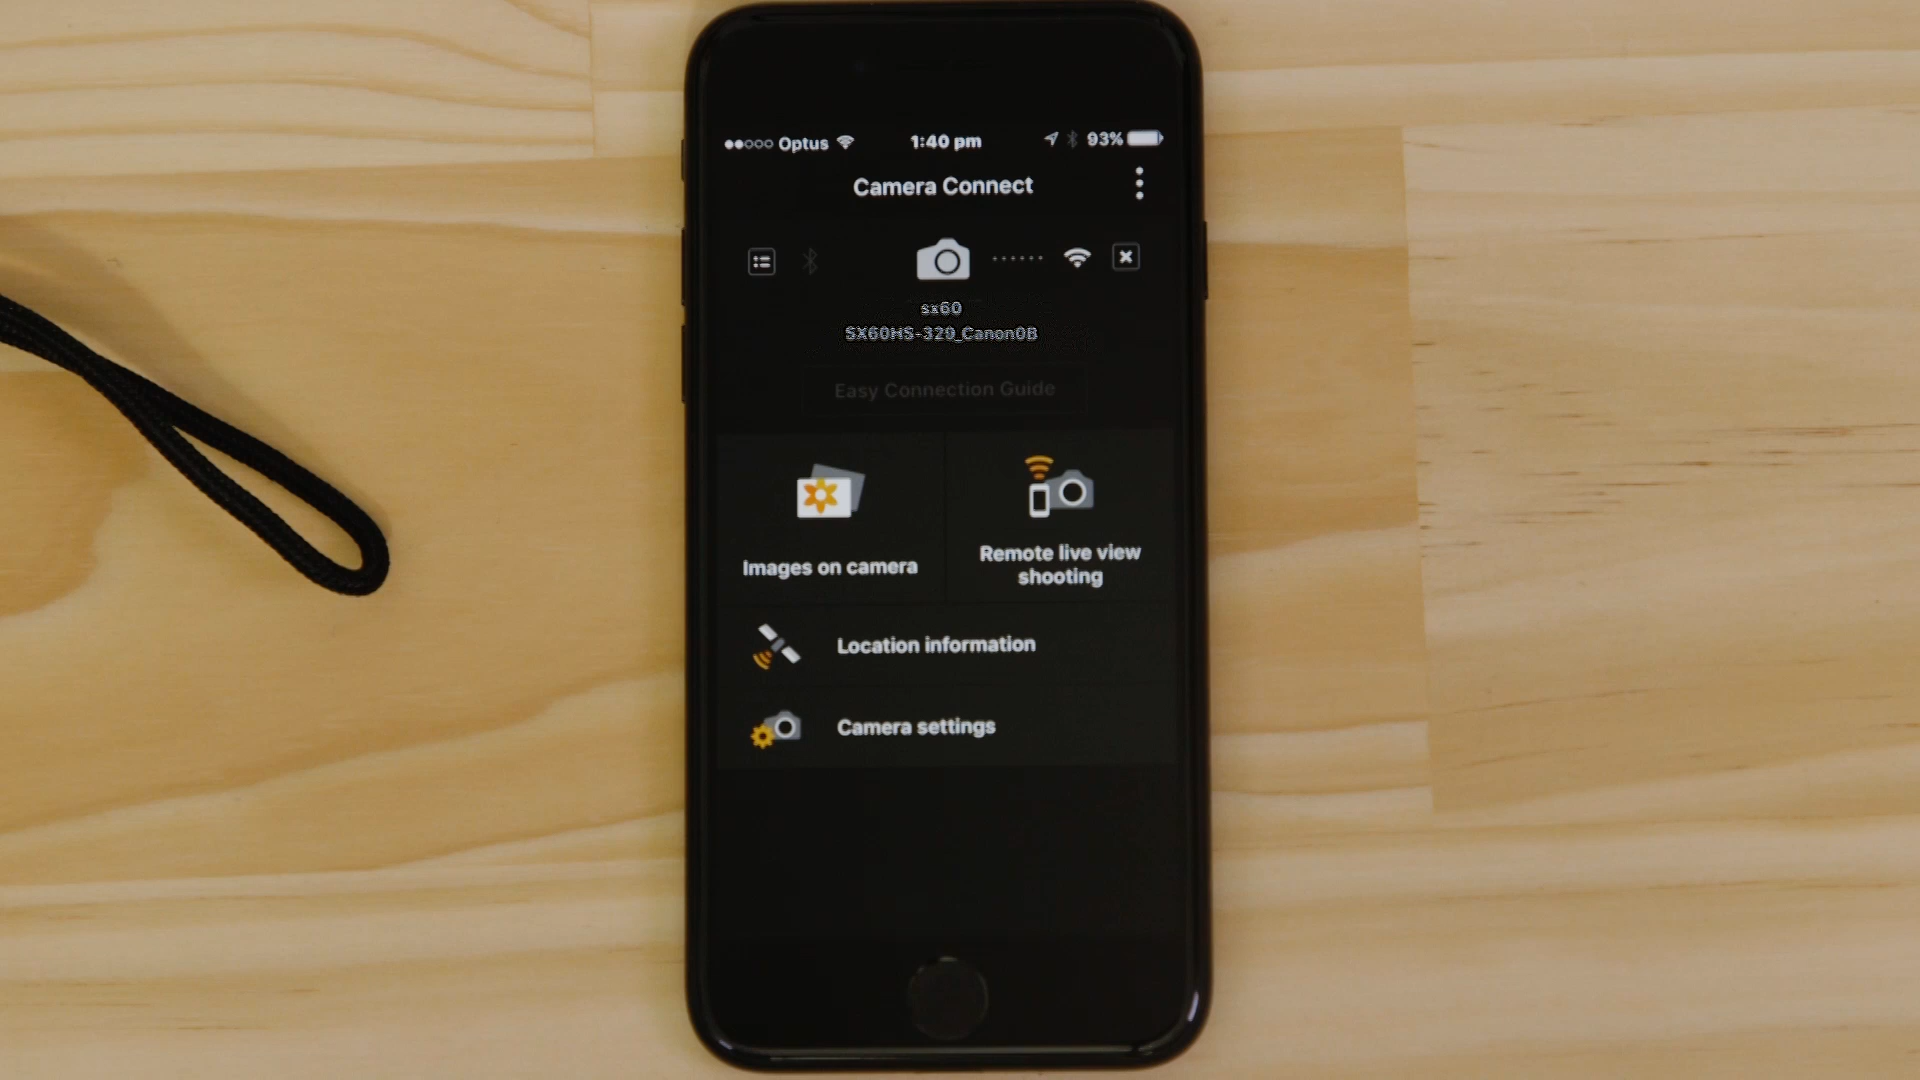 Optus 1:40 pm 93%
Camera Connect
sx60
SX60HS-329_Canon0B
Easy Connection Guide
Images on camera
Remote live view
shooting
Location information
Camera settings